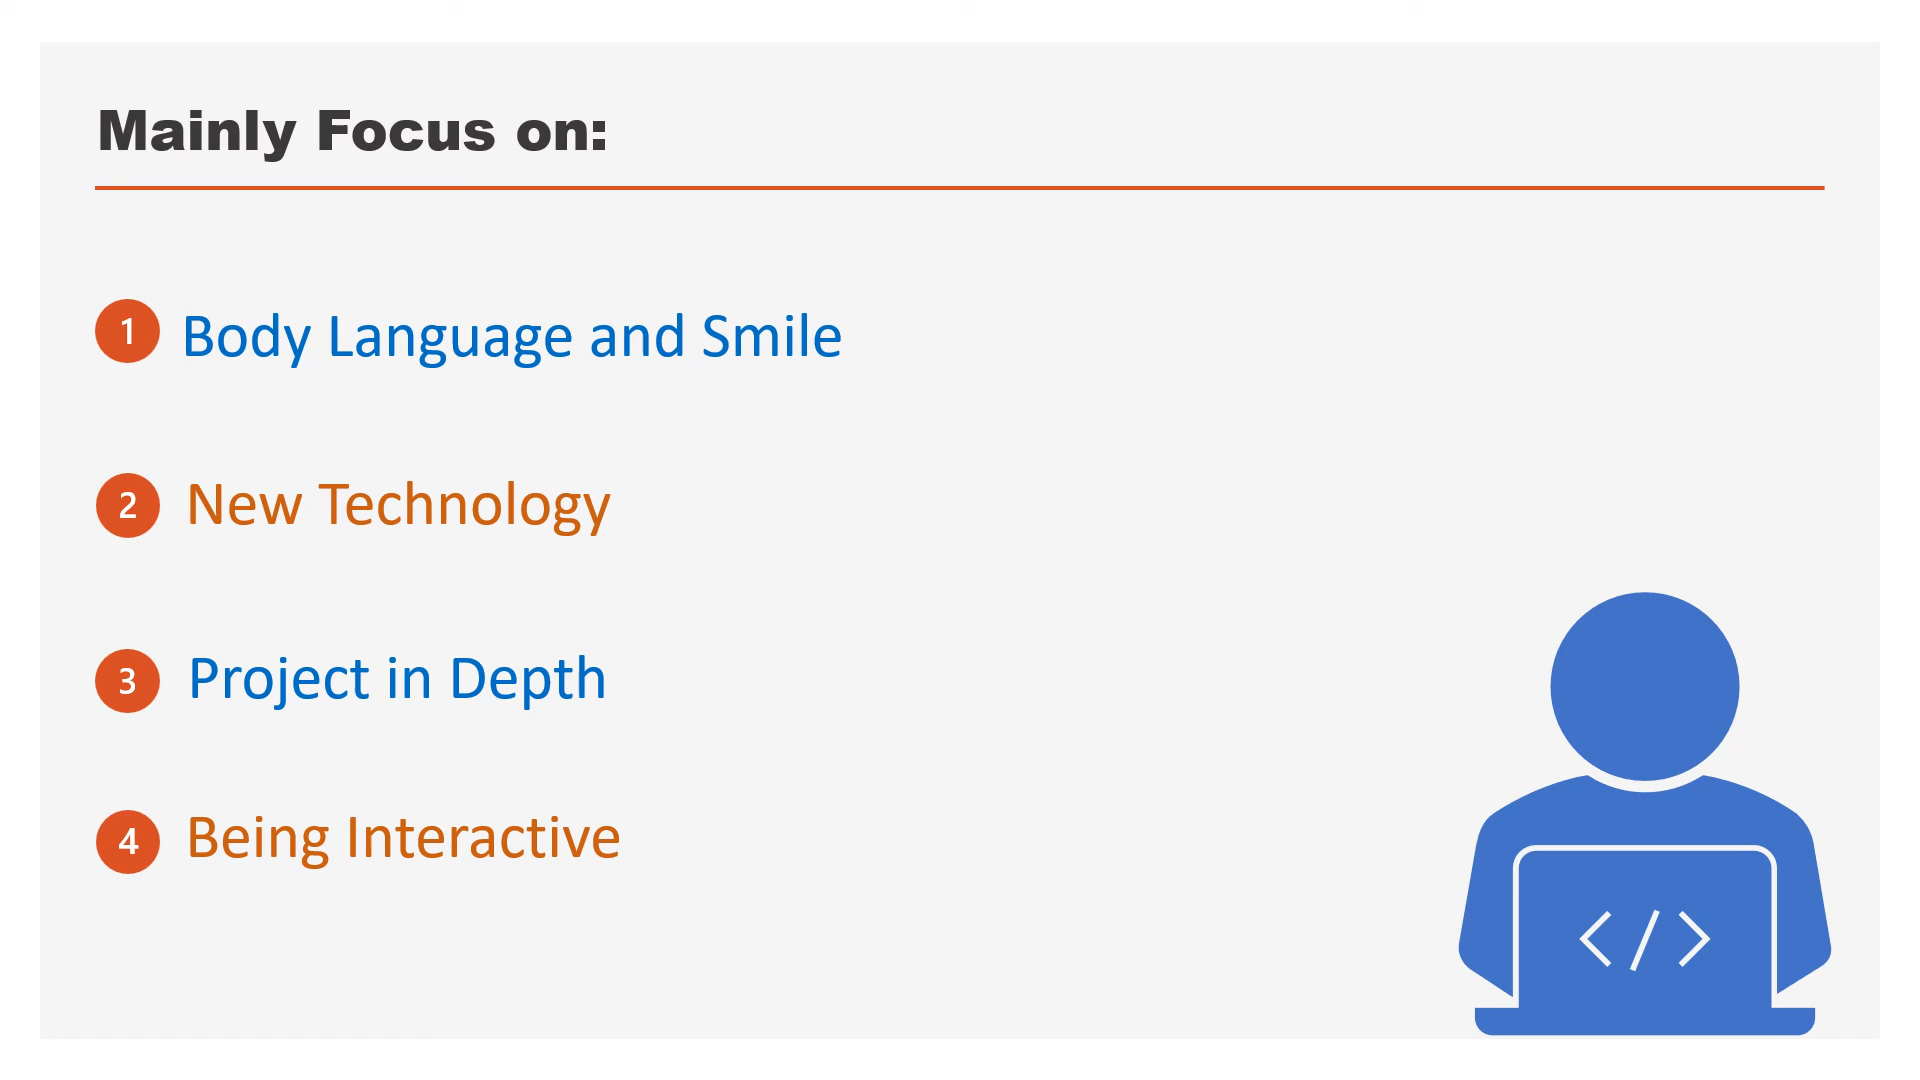 Mainly Focus on:
1 Body Language and Smile
2 New Technology
3 Project in Depth
4 Being Interactive
</>